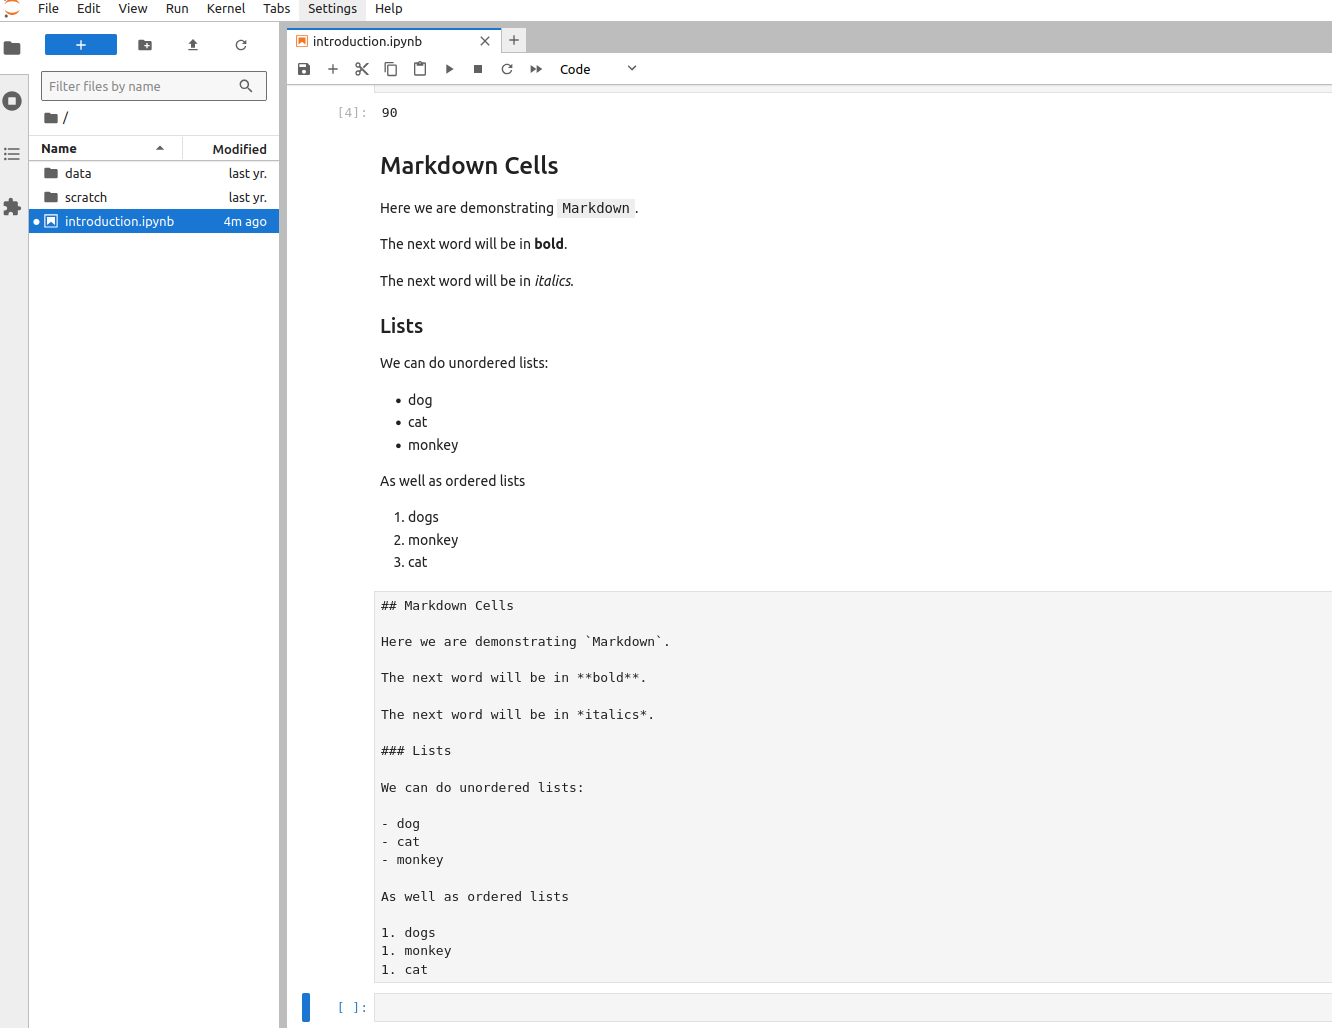 File Edit View Run Kernel Tabs Settings Help
introduction.ipynb
Code
Filter files by name
/
Name Modified
data last yr.
scratch last yr.
introduction.ipynb 4m ago
[4]: 90
Markdown Cells
Here we are demonstrating Markdown.
The next word will be in bold.
The next word will be in italics.
Lists
We can do unordered lists:
• dog
• cat
• monkey
As well as ordered lists
1. dogs
2. monkey
3. cat
## Markdown Cells
Here we are demonstrating `Markdown`.
The next word will be in **bold**.
The next word will be in *italics*.
### Lists
We can do unordered lists:
- dog
- cat
- monkey
As well as ordered lists
1. dogs
1. monkey
1. cat
[ ]: